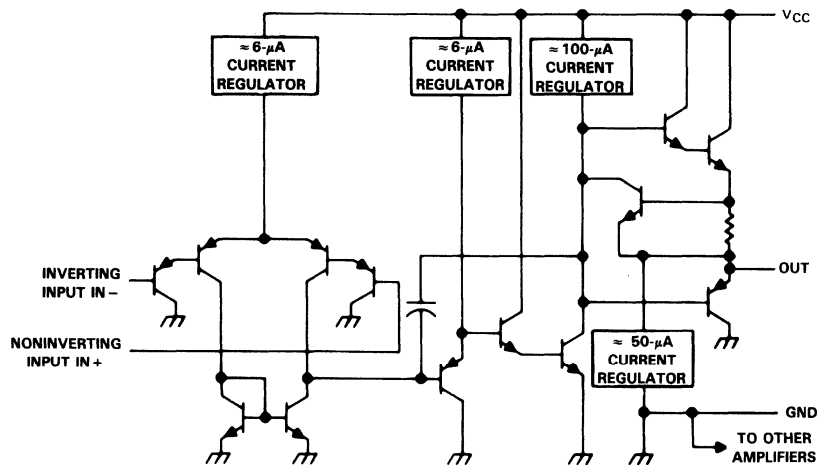 VCC
≈ 6-μA
CURRENT
REGULATOR
≈6-μA
CURRENT
REGULATOR
≈ 100-μA
CURRENT
REGULATOR
INVERTING
INPUT IN −
OUT
NONINVERTING
INPUT IN +
≈ 50-μA
CURRENT
REGULATOR
GND
TO OTHER
AMPLIFIERS